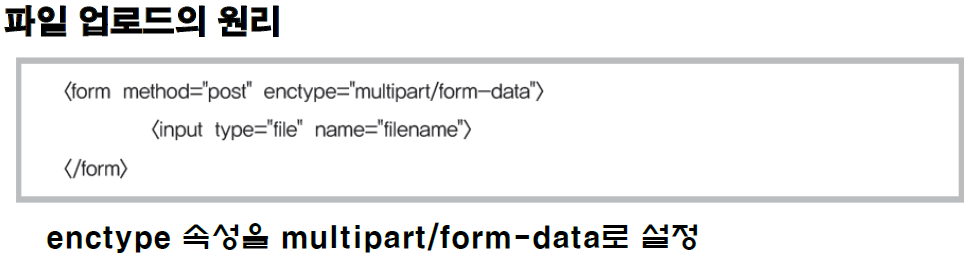 파일 업로드의 원리
〈form method="post" enctype="multipart/form-data"〉
〈input type="file" name="filename"〉
〈/form〉
enctype 속성을 multipart/form-data로 설정